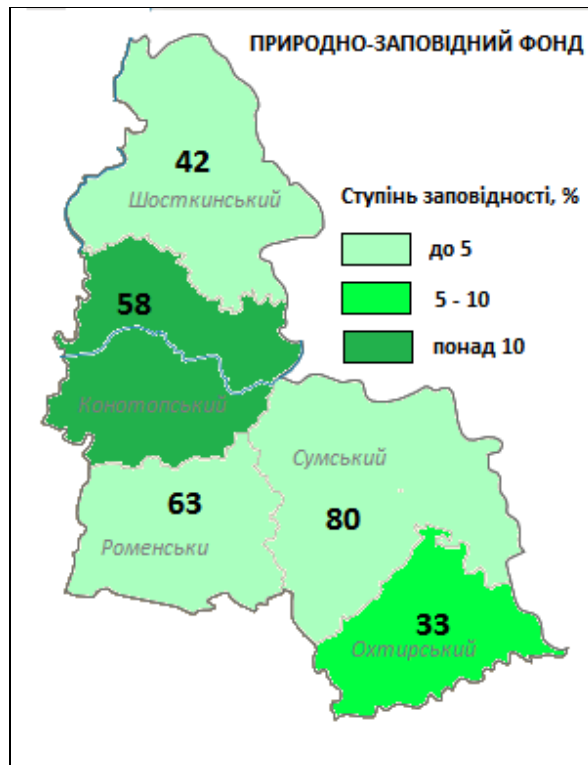 ПРИРОДНО-ЗАПОВІДНИЙ ФОНД
42
Шосткинський
Ступінь заповідності, %
до 5
5 - 10
понад 10
58
Конотопський
Сумський
63
80
Роменськи
33
Охтирський